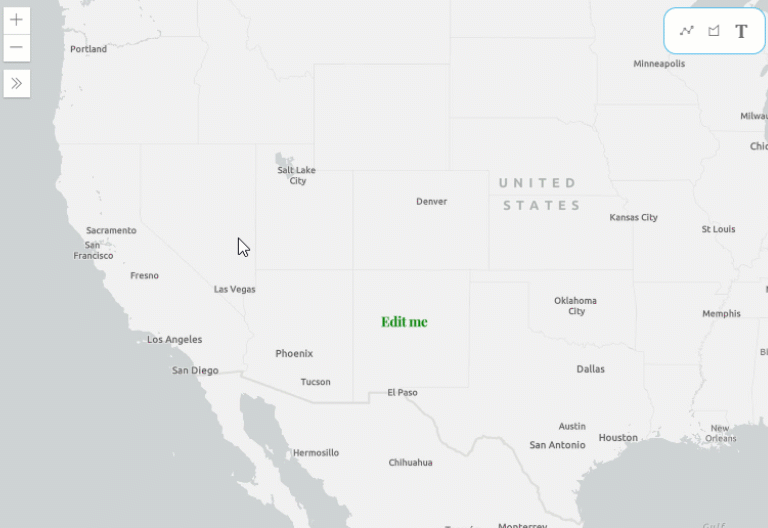 +
−
T
Portland
Minneapolis
Milwau
Chic
Salt Lake
City
UNITED
STATES
Denver
Kansas City
St Louis
Sacramento
San
Francisco
Fresno
Las Vegas
Oklahoma
City
Memphis
Edit me
Los Angeles
Phoenix
Bi
San Diego
Dallas
Tucson
El Paso
Austin
New
Orleans
Houston
San Antonio
Hermosillo
Chihuahua
Monterrey
Gulf